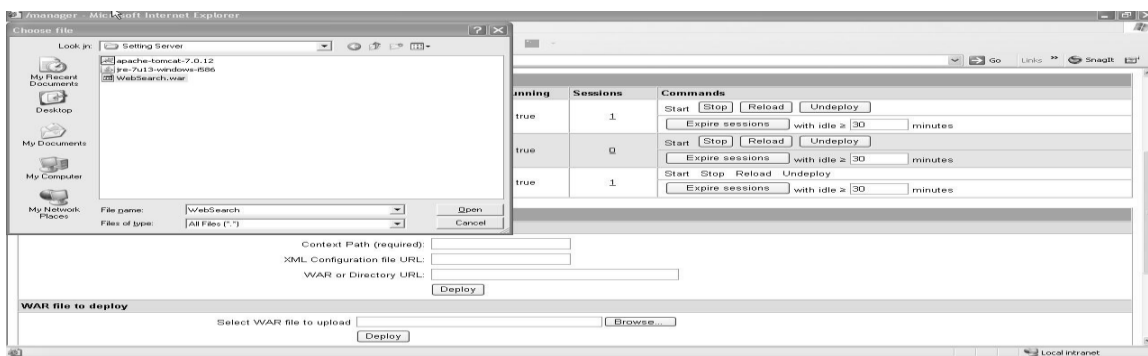 /manager - Microsoft Internet Explorer
Choose file
Look in: Setting Server
apache-tomcat-7.0.12
jre-7u13-windows-i586
WebSearch.war
My Recent Documents
Desktop
My Documents
My Computer
My Network Places
File name: WebSearch Open
Files of type: All Files (*.*) Cancel
Go Links » SnagIt
unning Sessions Commands
true 1 Start Stop Reload Undeploy
Expire sessions with idle ≥ 30 minutes
true 0 Start Stop Reload Undeploy
Expire sessions with idle ≥ 30 minutes
true 1 Start Stop Reload Undeploy
Expire sessions with idle ≥ 30 minutes
Context Path (required):
XML Configuration file URL:
WAR or Directory URL:
Deploy
WAR file to deploy
Select WAR file to upload Browse...
Deploy
Local intranet